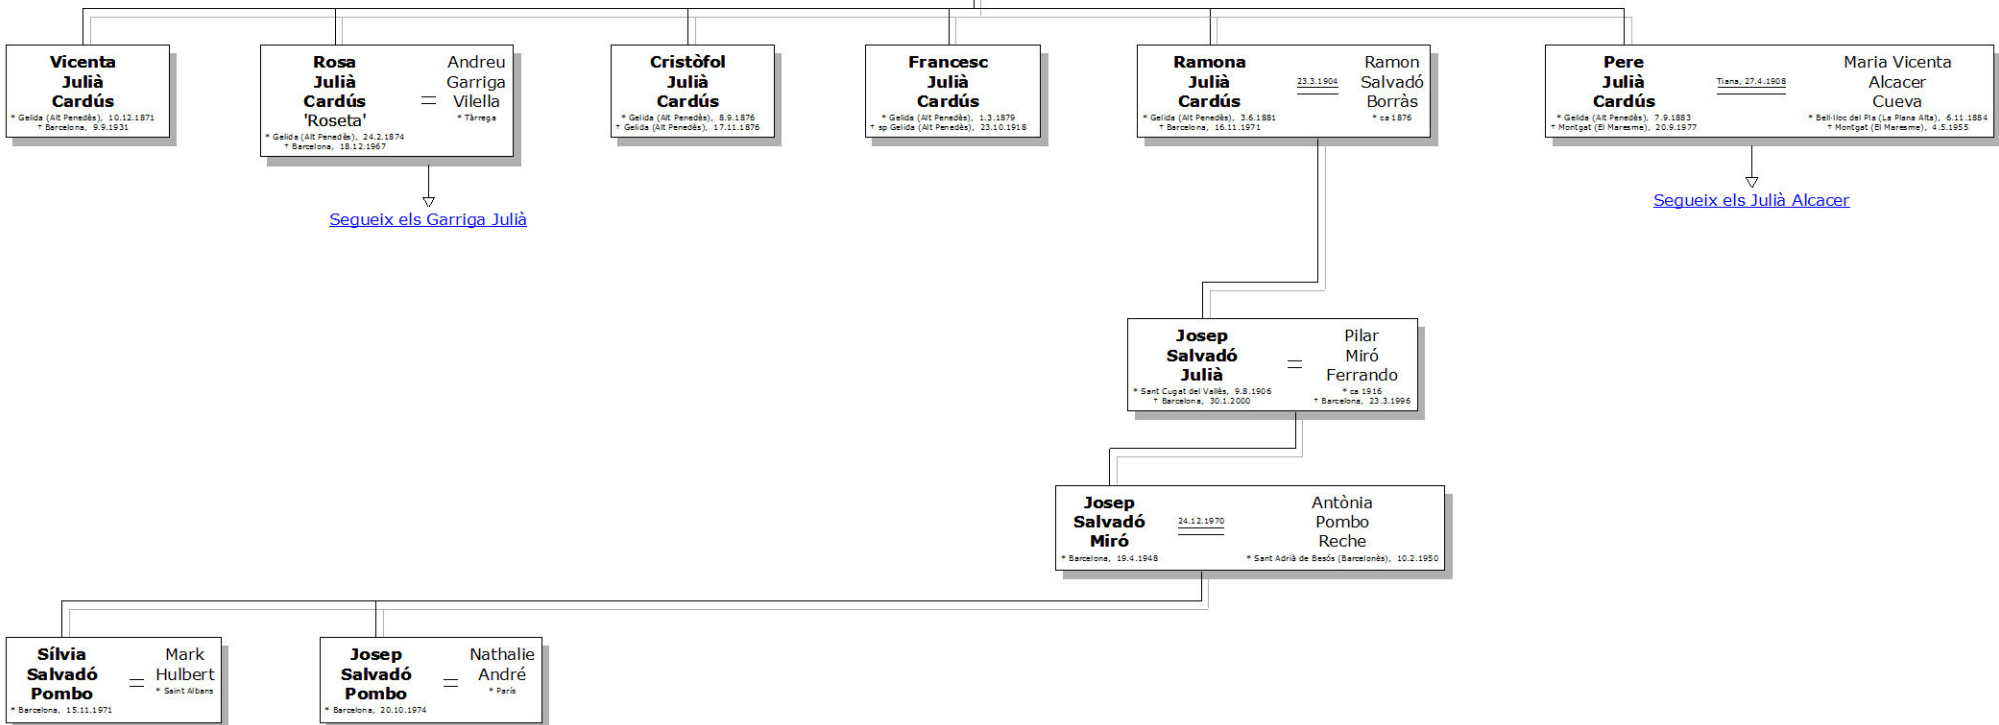 Vicenta
Julià
Cardús
* Gelida (Alt Penedès), 10.12.1871
† Barcelona, 9.9.1931
Rosa
Julià
Cardús
'Roseta'
* Gelida (Alt Penedès), 24.2.1874
† Barcelona, 18.12.1967
=
Andreu
Garriga
Vilella
* Tàrrega
Segueix els Garriga Julià
Cristòfol
Julià
Cardús
* Gelida (Alt Penedès), 8.9.1876
† Gelida (Alt Penedès), 17.11.1876
Francesc
Julià
Cardús
* Gelida (Alt Penedès), 1.3.1879
† sp Gelida (Alt Penedès), 23.10.1918
Ramona
Julià
Cardús
* Gelida (Alt Penedès), 3.6.1881
† Barcelona, 16.11.1971
23.3.1904
Ramon
Salvadó
Borràs
* ca 1876
Pere
Julià
Cardús
* Gelida (Alt Penedès), 7.9.1883
† Montgat (El Maresme), 20.9.1977
Tiana, 27.4.1908
Maria Vicenta
Alcacer
Cueva
* Bell-lloc del Pla (La Plana Alta), 6.11.1884
† Montgat (El Maresme), 4.5.1955
Segueix els Julià Alcacer
Josep
Salvadó
Julià
* Sant Cugat del Vallès, 9.8.1906
† Barcelona, 30.1.2000
=
Pilar
Miró
Ferrando
* ca 1916
† Barcelona, 23.3.1996
Josep
Salvadó
Miró
* Barcelona, 19.4.1948
24.12.1970
Antònia
Pombo
Reche
* Sant Adrià de Besós (Barcelonès), 10.2.1950
Sílvia
Salvadó
Pombo
* Barcelona, 15.11.1971
=
Mark
Hulbert
* Saint Albans
Josep
Salvadó
Pombo
* Barcelona, 20.10.1974
=
Nathalie
André
* París